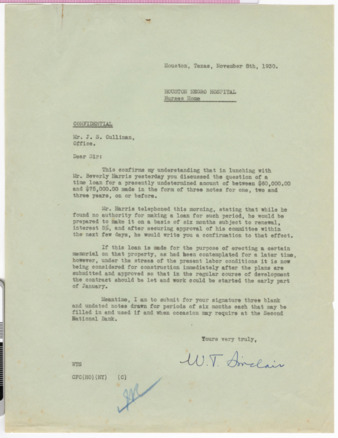 Houston, Texas, November 8th, 1930.
HOUSTON NEGRO HOSPITAL
Nurses Home
CONFIDENTIAL
Mr. J. S. Cullinan,
Office.
Dear Sir:
This confirms my understanding that in lunching with
Mr. Beverly Harris yesterday you discussed the question of a
time loan for a presently undetermined amount of between $60,000.00
and $75,000.00 made in the form of three notes for one, two and
three years, on or before.
Mr. Harris telephoned this morning, stating that while he
found no authority for making a loan for such period, he would be
prepared to make it on a basis of six months subject to renewal,
interest 6%, and after securing approval of his committee within
the next few days, he would write you a confirmation to that effect.
If this loan is made for the purpose of erecting a certain
memorial on that property, as had been contemplated for a later time,
however, under the stress of the present labor conditions it is now
being considered for construction immediately after the plans are
submitted and approved so that in the regular course of development
the contract should be let and work could be started the early part
of January.
Meantime, I am to submit for your signature three blank
and undated notes drawn for periods of six months each that may be
filled in and used if and when occasion may require at the Second
National Bank.
Yours very truly,
W.T. Sinclair
WTS